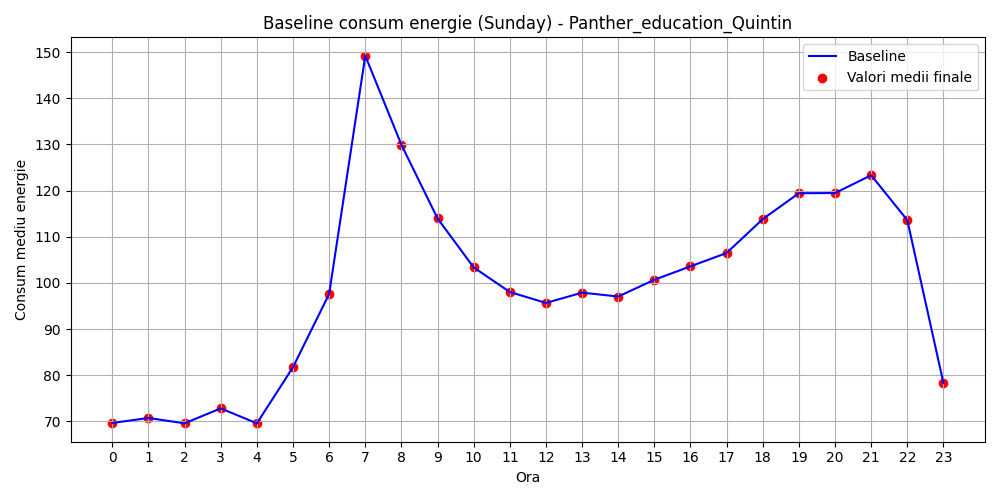 Baseline consum energie (Sunday) - Panther_education_Quintin
Baseline
Valori medii finale
Consum mediu energie
150
140
130
120
110
100
90
80
70
0 1 2 3 4 5 6 7 8 9 10 11 12 13 14 15 16 17 18 19 20 21 22 23
Ora